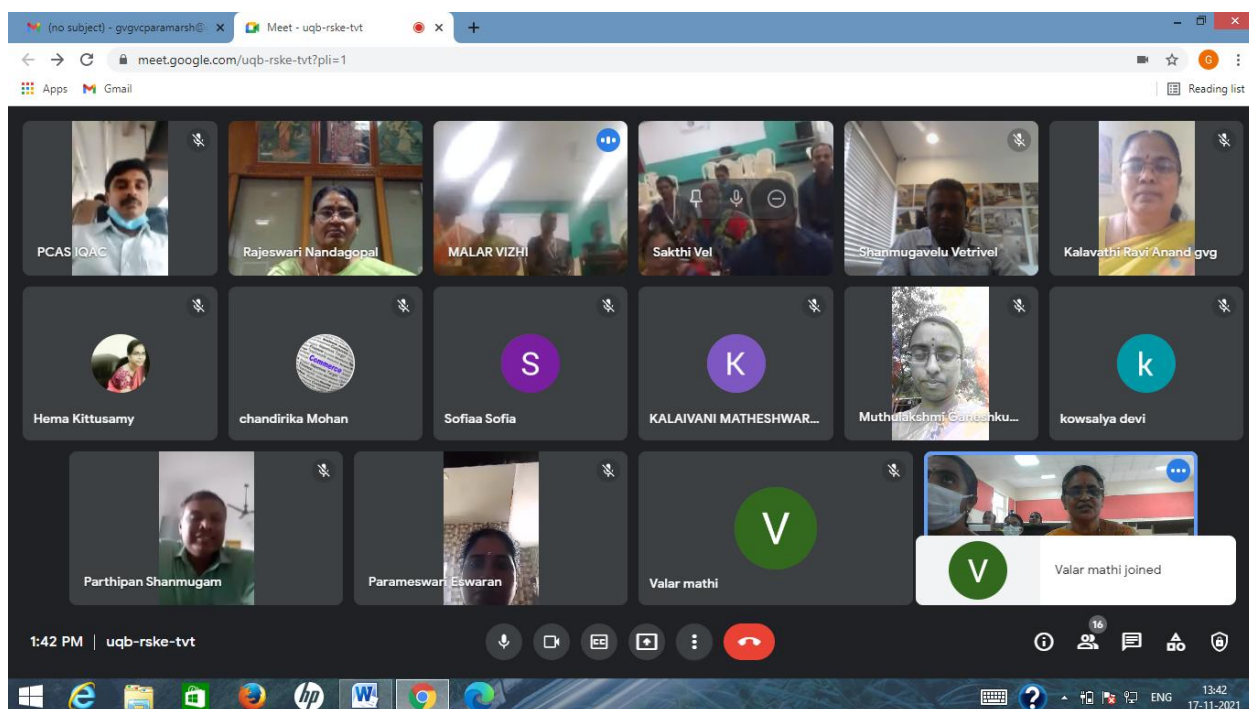 (no subject) - gvgvcparamarsh@
Meet - uqb-rske-tvt
meet.google.com/uqb-rske-tvt?pli=1
G
Apps
Gmail
Reading list
PCAS IQAC
Rajeswari Nandagopal
MALAR VIZHI
Sakthi Vel
Shanmugavelu Vetrivel
Kalavathi Ravi Anand gvg
Commerce
S
K
k
Hema Kittusamy
chandirika Mohan
Sofiaa Sofia
KALAIVANI MATHESHWAR...
Muthulakshmi Ganeshku...
kowsalya devi
V
Parthipan Shanmugam
Parameswari Eswaran
Valar mathi
V
Valar mathi joined
1:42 PM | uqb-rske-tvt
CC
16
hp
W
ENG
13:42
17-11-2021